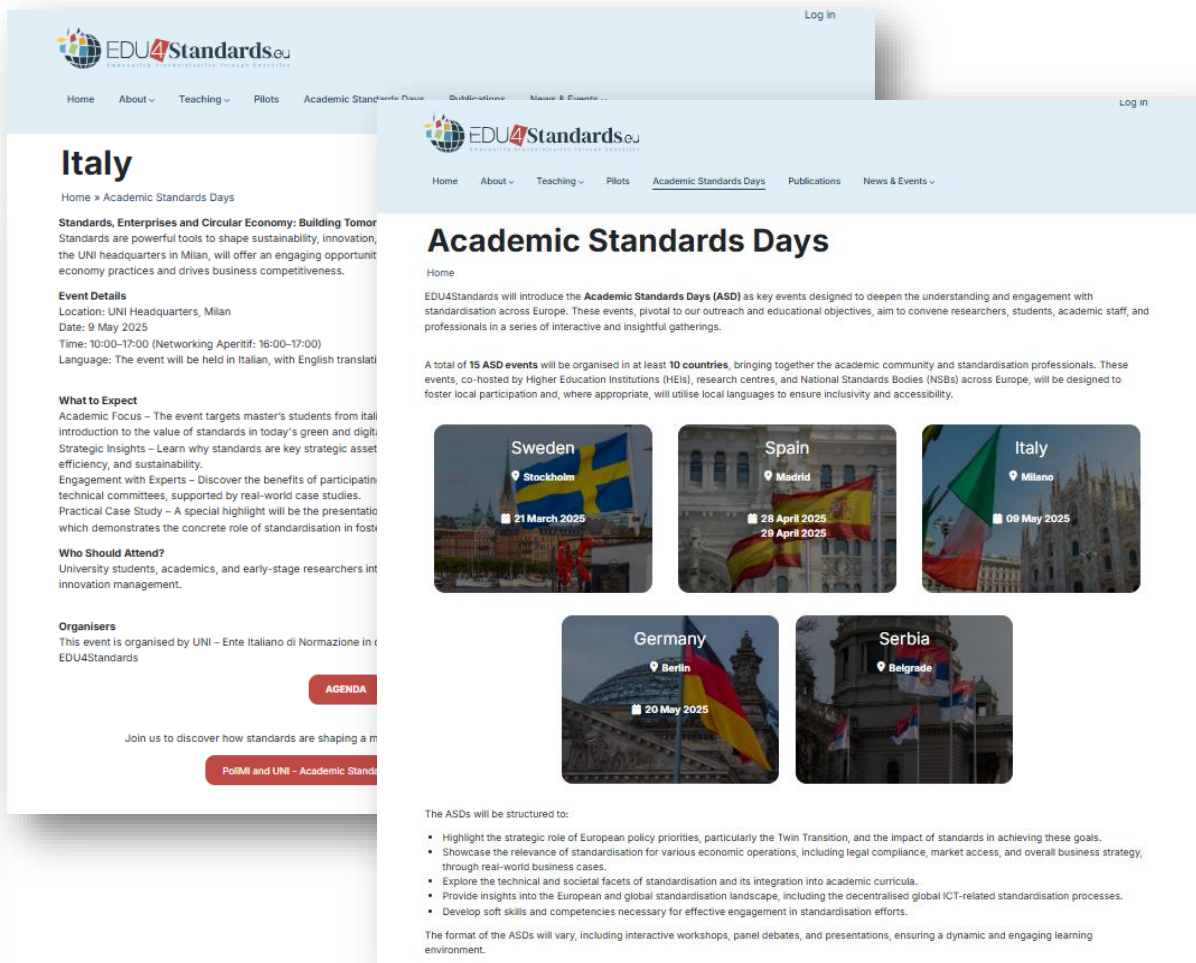 Log in
EDU4Standards.eu
Empowering Standardisation through Education
Home About Teaching Pilots Academic Standards Days Publications News & Events
Italy
Home » Academic Standards Days
Standards, Enterprises and Circular Economy: Building
Standards are powerful tools to shape sustainability, innovation,
the UNI headquarters in Milan, will offer an engaging
economy practices and drives business competitiveness.
Event Details
Location: UNI Headquarters, Milan
Date: 9 May 2025
Time: 10:00–17:00 (Networking Aperitif: 16:00–17:00)
Language: The event will be held in Italian, with English
What to Expect
Academic Focus – The event targets master's students from
introduction to the value of standards in today's green and
Strategic Insights – Learn why standards are key strategic
efficiency, and sustainability.
Engagement with Experts – Discover the benefits of
technical committees, supported by real-world case studies.
Practical Case Study – A special highlight will be the
which demonstrates the concrete role of standardisation in
Who Should Attend?
University students, academics, and early-stage researchers
innovation management.
Organisers
This event is organised by UNI – Ente Italiano di Normazione in
EDU4Standards
AGENDA
Join us to discover how standards are shaping a
PoliMI and UNI – Academic
Log in
EDU4Standards.eu
Empowering Standardisation through Education
Home About Teaching Pilots Academic Standards Days Publications News & Events
Academic Standards Days
Home
EDU4Standards will introduce the Academic Standards Days (ASD) as key events designed to deepen the understanding and engagement with
standardisation across Europe. These events, pivotal to our outreach and educational objectives, aim to convene researchers, students, academic staff, and
professionals in a series of interactive and insightful gatherings.
A total of 15 ASD events will be organised in at least 10 countries, bringing together the academic community and standardisation professionals. These
events, co-hosted by Higher Education Institutions (HEIs), research centres, and National Standards Bodies (NSBs) across Europe, will be designed to
foster local participation and, where appropriate, will utilise local languages to ensure inclusivity and accessibility.
Sweden
Stockholm
21 March 2025
Spain
Madrid
28 April 2025
29 April 2025
Italy
Milano
09 May 2025
Germany
Berlin
20 May 2025
Serbia
Belgrade
The ASDs will be structured to:
• Highlight the strategic role of European policy priorities, particularly the Twin Transition, and the impact of standards in achieving these goals.
• Showcase the relevance of standardisation for various economic operations, including legal compliance, market access, and overall business strategy,
through real-world business cases.
• Explore the technical and societal facets of standardisation and its integration into academic curricula.
• Provide insights into the European and global standardisation landscape, including the decentralised global ICT-related standardisation processes.
• Develop soft skills and competencies necessary for effective engagement in standardisation efforts.
The format of the ASDs will vary, including interactive workshops, panel debates, and presentations, ensuring a dynamic and engaging learning
environment.